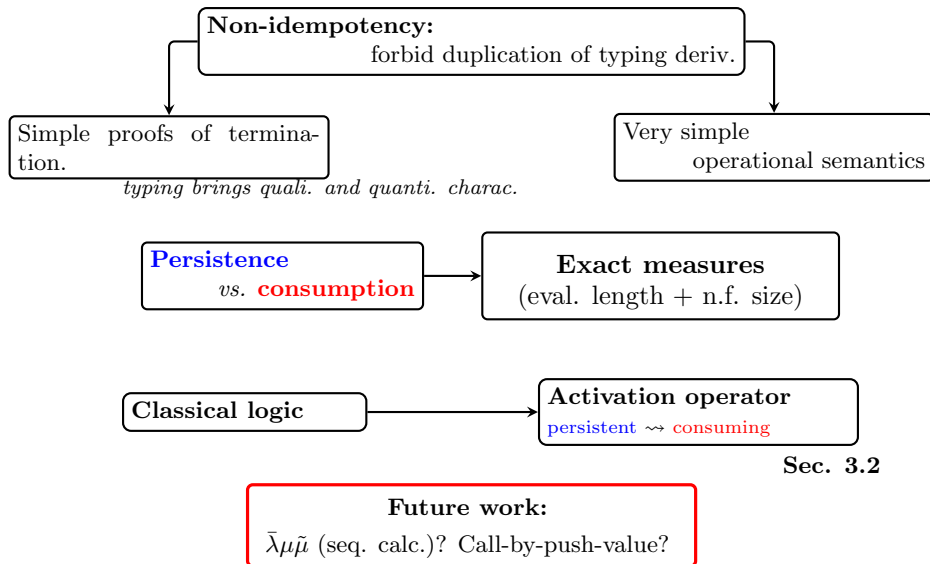 Non-idempotency:
forbid duplication of typing deriv.
Simple proofs of termina-
tion.
Very simple
operational semantics
typing brings quali. and quanti. charac.
Persistence
vs. consumption
Exact measures
(eval. length + n.f. size)
Classical logic
Activation operator
persistent ⇝ consuming
Sec. 3.2
Future work:
λ̄μμ̃ (seq. calc.)? Call-by-push-value?